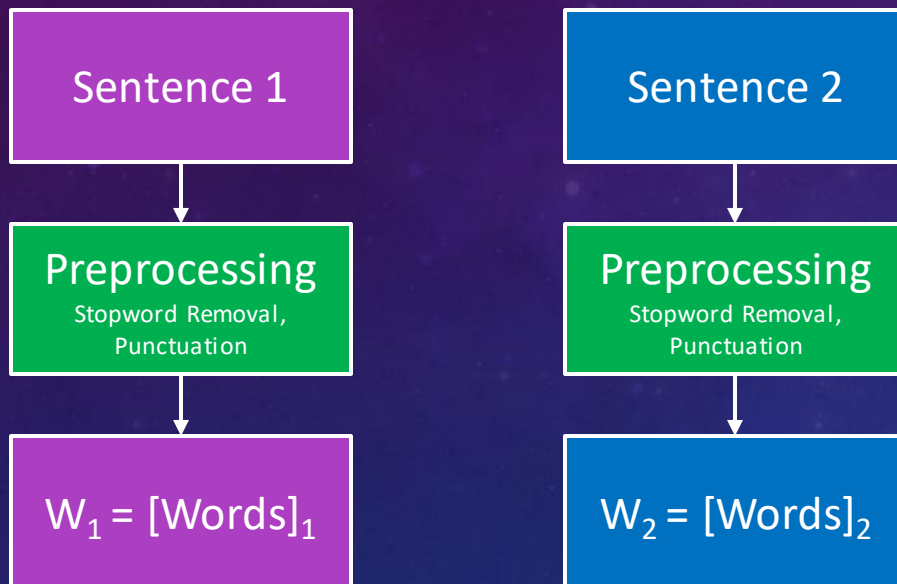 Sentence 1
Sentence 2
Preprocessing
Stopword Removal,
Punctuation
Preprocessing
Stopword Removal,
Punctuation
W₁ = [Words]₁
W₂ = [Words]₂